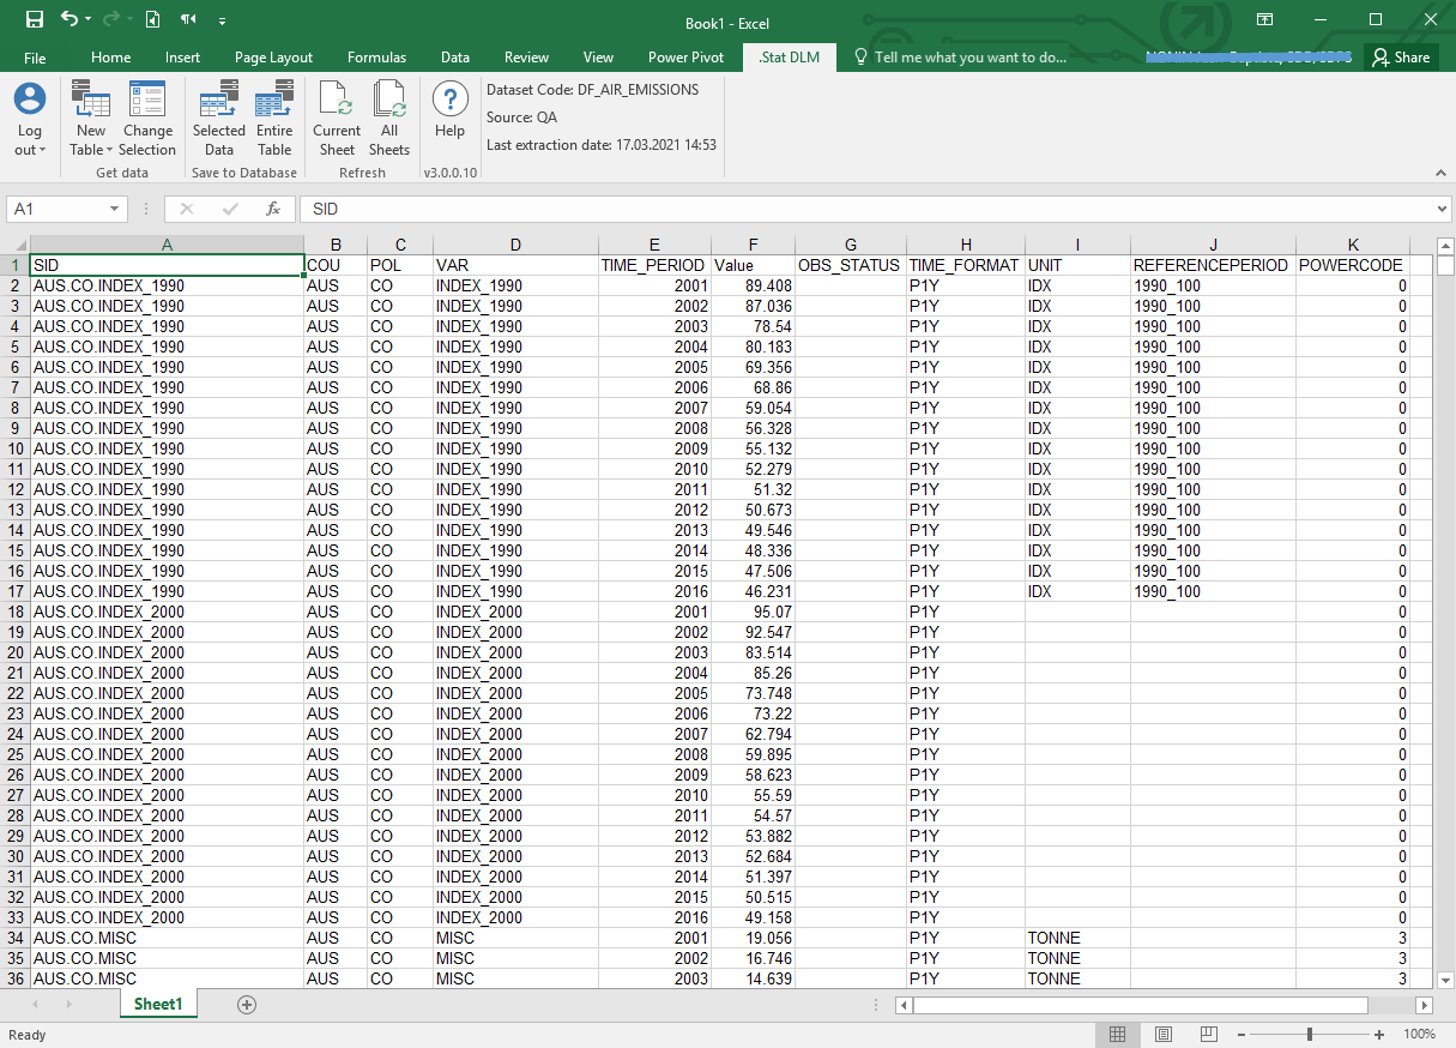 Book1 - Excel
File Home Insert Page Layout Formulas Data Review View Power Pivot .Stat DLM Tell me what you want to do... Share
Log out New Table Change Selection Selected Data Entire Table Current Sheet All Sheets Help
Get data Save to Database Refresh v3.0.0.10
Dataset Code: DF_AIR_EMISSIONS
Source: QA
Last extraction date: 17.03.2021 14:53
A1 fx SID
A B C D E F G H I J K
1 SID COU POL VAR TIME_PERIOD Value OBS_STATUS TIME_FORMAT UNIT REFERENCEPERIOD POWERCODE
2 AUS.CO.INDEX_1990 AUS CO INDEX_1990 2001 89.408 P1Y IDX 1990_100 0
3 AUS.CO.INDEX_1990 AUS CO INDEX_1990 2002 87.036 P1Y IDX 1990_100 0
4 AUS.CO.INDEX_1990 AUS CO INDEX_1990 2003 78.54 P1Y IDX 1990_100 0
5 AUS.CO.INDEX_1990 AUS CO INDEX_1990 2004 80.183 P1Y IDX 1990_100 0
6 AUS.CO.INDEX_1990 AUS CO INDEX_1990 2005 69.356 P1Y IDX 1990_100 0
7 AUS.CO.INDEX_1990 AUS CO INDEX_1990 2006 68.86 P1Y IDX 1990_100 0
8 AUS.CO.INDEX_1990 AUS CO INDEX_1990 2007 59.054 P1Y IDX 1990_100 0
9 AUS.CO.INDEX_1990 AUS CO INDEX_1990 2008 56.328 P1Y IDX 1990_100 0
10 AUS.CO.INDEX_1990 AUS CO INDEX_1990 2009 55.132 P1Y IDX 1990_100 0
11 AUS.CO.INDEX_1990 AUS CO INDEX_1990 2010 52.279 P1Y IDX 1990_100 0
12 AUS.CO.INDEX_1990 AUS CO INDEX_1990 2011 51.32 P1Y IDX 1990_100 0
13 AUS.CO.INDEX_1990 AUS CO INDEX_1990 2012 50.673 P1Y IDX 1990_100 0
14 AUS.CO.INDEX_1990 AUS CO INDEX_1990 2013 49.546 P1Y IDX 1990_100 0
15 AUS.CO.INDEX_1990 AUS CO INDEX_1990 2014 48.336 P1Y IDX 1990_100 0
16 AUS.CO.INDEX_1990 AUS CO INDEX_1990 2015 47.506 P1Y IDX 1990_100 0
17 AUS.CO.INDEX_1990 AUS CO INDEX_1990 2016 46.231 P1Y IDX 1990_100 0
18 AUS.CO.INDEX_2000 AUS CO INDEX_2000 2001 95.07 P1Y 0
19 AUS.CO.INDEX_2000 AUS CO INDEX_2000 2002 92.547 P1Y 0
20 AUS.CO.INDEX_2000 AUS CO INDEX_2000 2003 83.514 P1Y 0
21 AUS.CO.INDEX_2000 AUS CO INDEX_2000 2004 85.26 P1Y 0
22 AUS.CO.INDEX_2000 AUS CO INDEX_2000 2005 73.748 P1Y 0
23 AUS.CO.INDEX_2000 AUS CO INDEX_2000 2006 73.22 P1Y 0
24 AUS.CO.INDEX_2000 AUS CO INDEX_2000 2007 62.794 P1Y 0
25 AUS.CO.INDEX_2000 AUS CO INDEX_2000 2008 59.895 P1Y 0
26 AUS.CO.INDEX_2000 AUS CO INDEX_2000 2009 58.623 P1Y 0
27 AUS.CO.INDEX_2000 AUS CO INDEX_2000 2010 55.59 P1Y 0
28 AUS.CO.INDEX_2000 AUS CO INDEX_2000 2011 54.57 P1Y 0
29 AUS.CO.INDEX_2000 AUS CO INDEX_2000 2012 53.882 P1Y 0
30 AUS.CO.INDEX_2000 AUS CO INDEX_2000 2013 52.684 P1Y 0
31 AUS.CO.INDEX_2000 AUS CO INDEX_2000 2014 51.397 P1Y 0
32 AUS.CO.INDEX_2000 AUS CO INDEX_2000 2015 50.515 P1Y 0
33 AUS.CO.INDEX_2000 AUS CO INDEX_2000 2016 49.158 P1Y 0
34 AUS.CO.MISC AUS CO MISC 2001 19.056 P1Y TONNE 3
35 AUS.CO.MISC AUS CO MISC 2002 16.746 P1Y TONNE 3
36 AUS.CO.MISC AUS CO MISC 2003 14.639 P1Y TONNE 3
Sheet1
Ready 100%